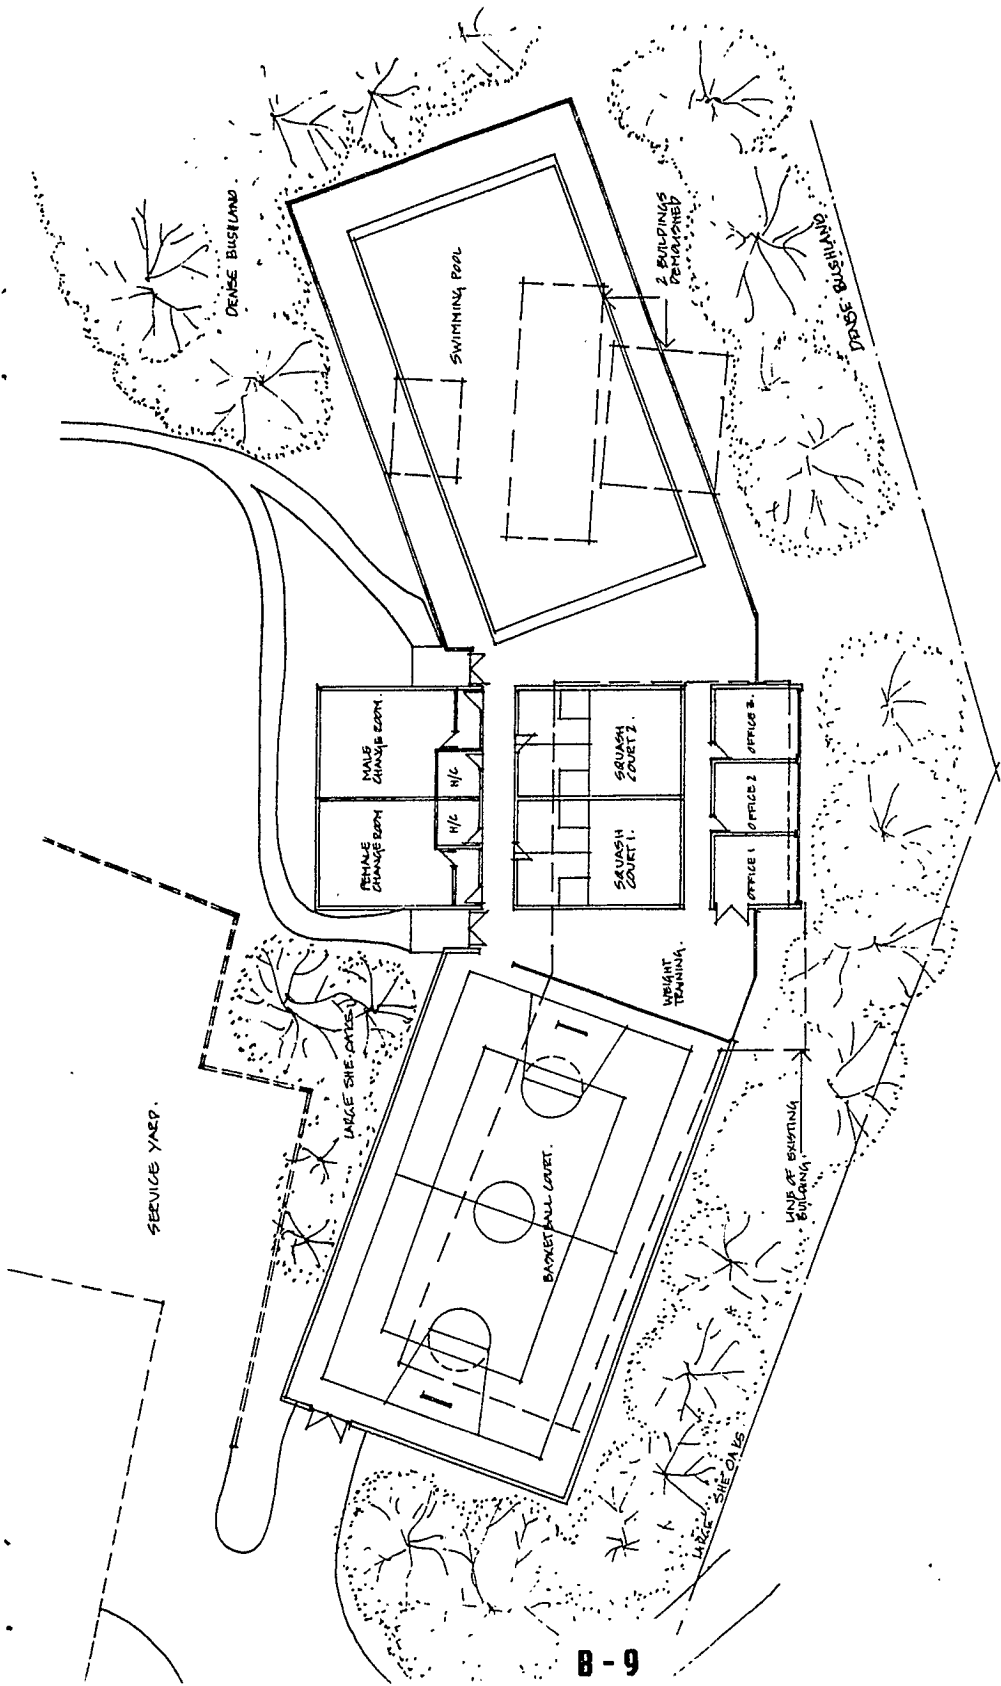 SERVICE YARD.
LARGE SHE OAKS
DENSE BUSHLAND.
FEMALE
CHANGE ROOM
MALE
CHANGE ROOM.
H/C
H/C
BASKETBALL COURT.
WEIGHT
TRAINING.
SQUASH
COURT 1.
SQUASH
COURT 2.
SWIMMING POOL
2 BUILDINGS
DEMOLISHED
OFFICE 1
OFFICE 2
OFFICE 3.
LINE OF EXISTING
BUILDING.
LARGE SHE OAKS.
DENSE BUSHLAND
B - 9